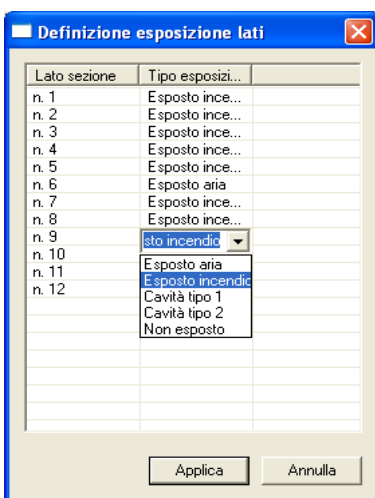 Definizione esposizione lati
Lato sezione Tipo esposizi...
n. 1 Esposto ince...
n. 2 Esposto ince...
n. 3 Esposto ince...
n. 4 Esposto ince...
n. 5 Esposto ince...
n. 6 Esposto aria
n. 7 Esposto ince...
n. 8 Esposto ince...
n. 9 sto incendio
n. 10
n. 11
n. 12
Esposto aria
Esposto incendio
Cavità tipo 1
Cavità tipo 2
Non esposto
Applica Annulla